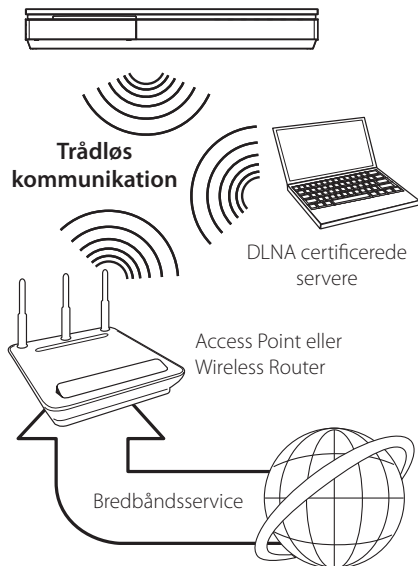 Trådløs
kommunikation
DLNA certificerede
servere
Access Point eller
Wireless Router
Bredbåndsservice